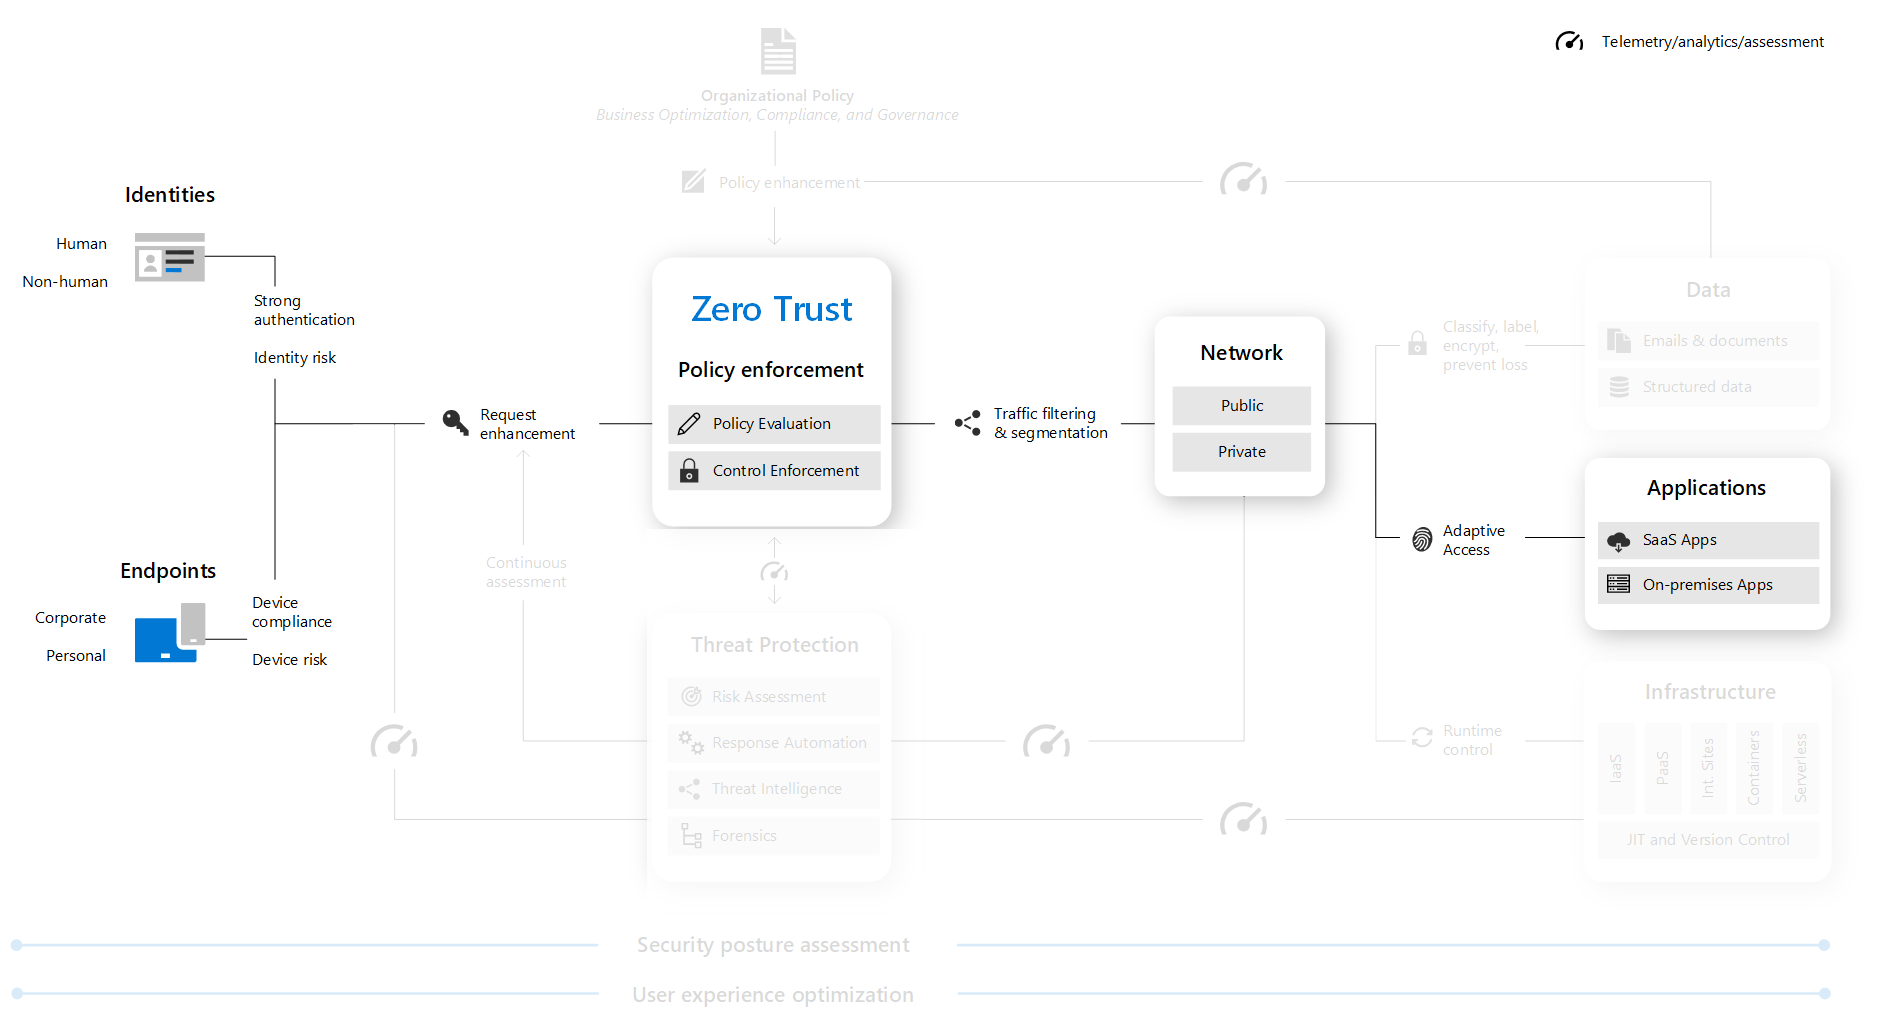 Telemetry/analytics/assessment
Organizational Policy
Business Optimization, Compliance, and Governance
Policy enhancement
Identities
Human
Non-human
Strong
authentication
Identity risk
Endpoints
Corporate
Personal
Device
compliance
Device risk
Request
enhancement
Continuous
assessment
Zero Trust
Policy enforcement
Policy Evaluation
Control Enforcement
Threat Protection
Risk Assessment
Response Automation
Threat Intelligence
Forensics
Traffic filtering
& segmentation
Network
Public
Private
Classify, label,
encrypt,
prevent loss
Adaptive
Access
Runtime
control
Data
Emails & documents
Structured data
Applications
SaaS Apps
On-premises Apps
Infrastructure
IaaS
PaaS
Int. Sites
Containers
Serverless
JIT and Version Control
Security posture assessment
User experience optimization